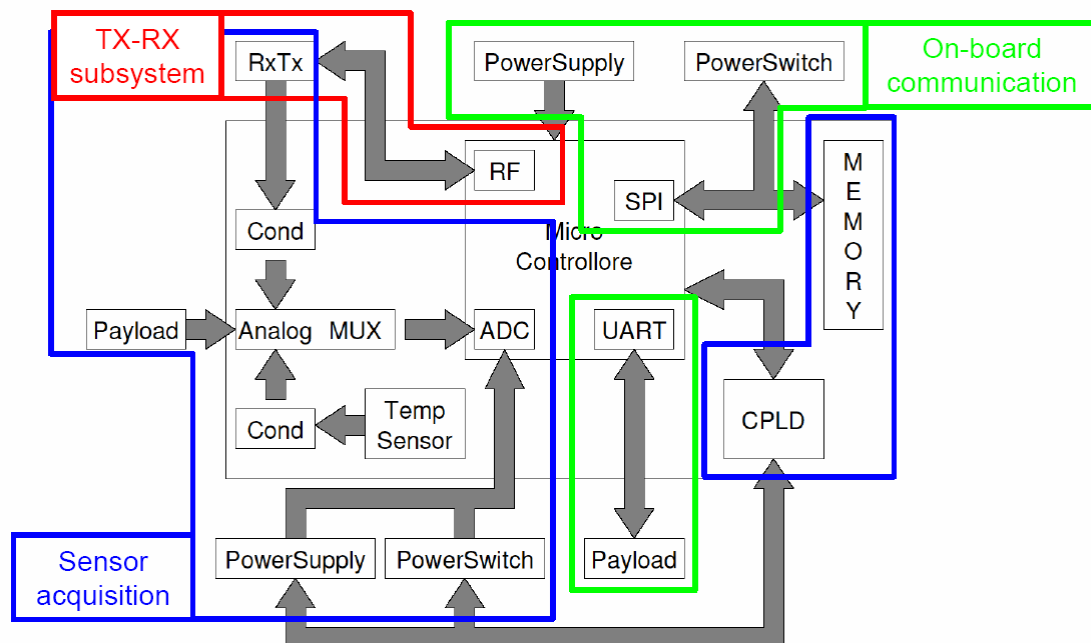 TX-RX
subsystem
RxTx
PowerSupply
PowerSwitch
On-board
communication
RF
SPI
M
E
M
O
R
Y
Cond
Micro
Controllore
Payload
Analog MUX
ADC
UART
Cond
Temp
Sensor
CPLD
Sensor
acquisition
PowerSupply
PowerSwitch
Payload